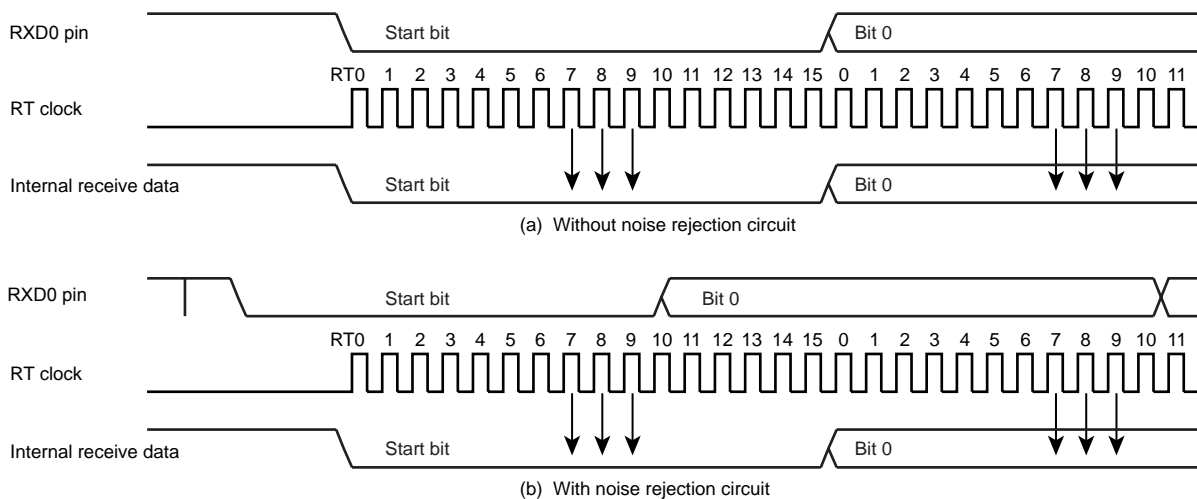 RXD0 pin Start bit Bit 0
RT0 1 2 3 4 5 6 7 8 9 10 11 12 13 14 15 0 1 2 3 4 5 6 7 8 9 10 11
RT clock
Internal receive data Start bit Bit 0
(a) Without noise rejection circuit
RXD0 pin Start bit Bit 0
RT0 1 2 3 4 5 6 7 8 9 10 11 12 13 14 15 0 1 2 3 4 5 6 7 8 9 10 11
RT clock
Internal receive data Start bit Bit 0
(b) With noise rejection circuit